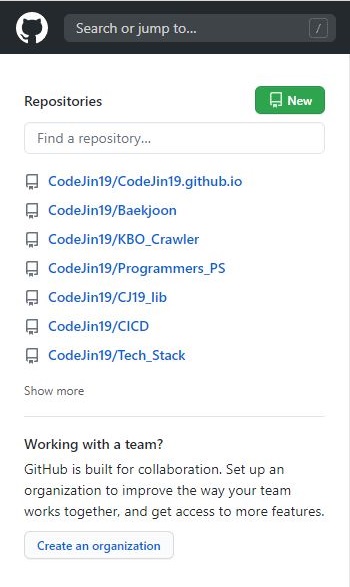 Search or jump to...
/
Repositories
New
Find a repository...
CodeJin19/CodeJin19.github.io
CodeJin19/Baekjoon
CodeJin19/KBO_Crawler
CodeJin19/Programmers_PS
CodeJin19/CJ19_lib
CodeJin19/CICD
CodeJin19/Tech_Stack
Show more
Working with a team?
GitHub is built for collaboration. Set up an
organization to improve the way your team
works together, and get access to more features.
Create an organization